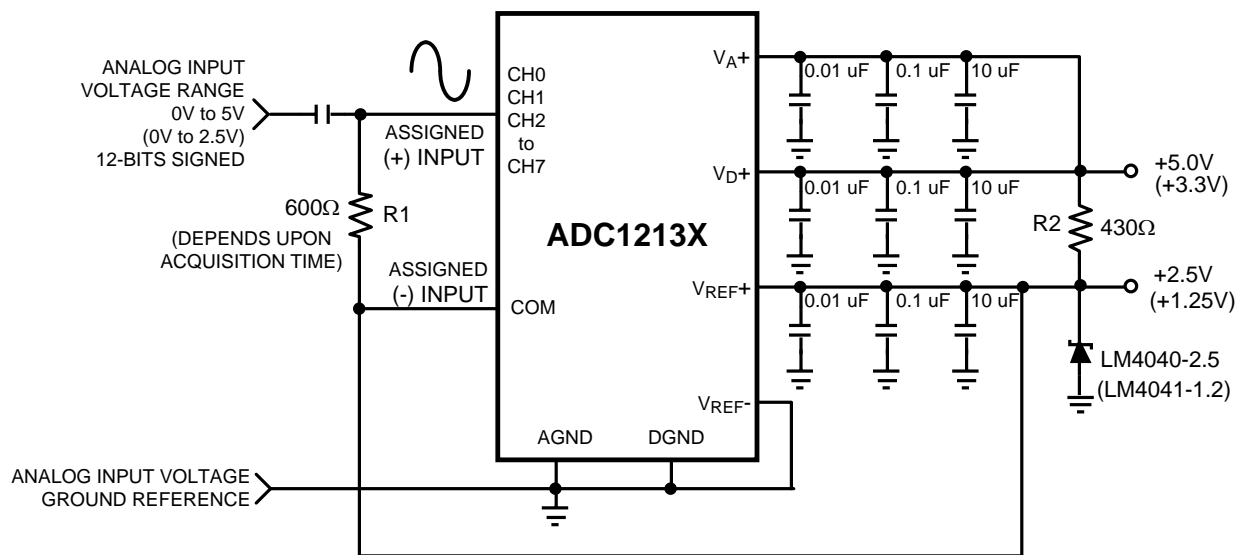 ANALOG INPUT
VOLTAGE RANGE
0V to 5V
(0V to 2.5V)
12-BITS SIGNED
600Ω
R1
(DEPENDS UPON
ACQUISITION TIME)
ASSIGNED
(+) INPUT
ASSIGNED
(-) INPUT
CH0
CH1
CH2
to
CH7
COM
ADC1213X
AGND
DGND
VA+
0.01 uF
0.1 uF
10 uF
VD+
0.01 uF
0.1 uF
10 uF
VREF+
0.01 uF
0.1 uF
10 uF
VREF-
+5.0V
(+3.3V)
R2
430Ω
+2.5V
(+1.25V)
LM4040-2.5
(LM4041-1.2)
ANALOG INPUT VOLTAGE
GROUND REFERENCE